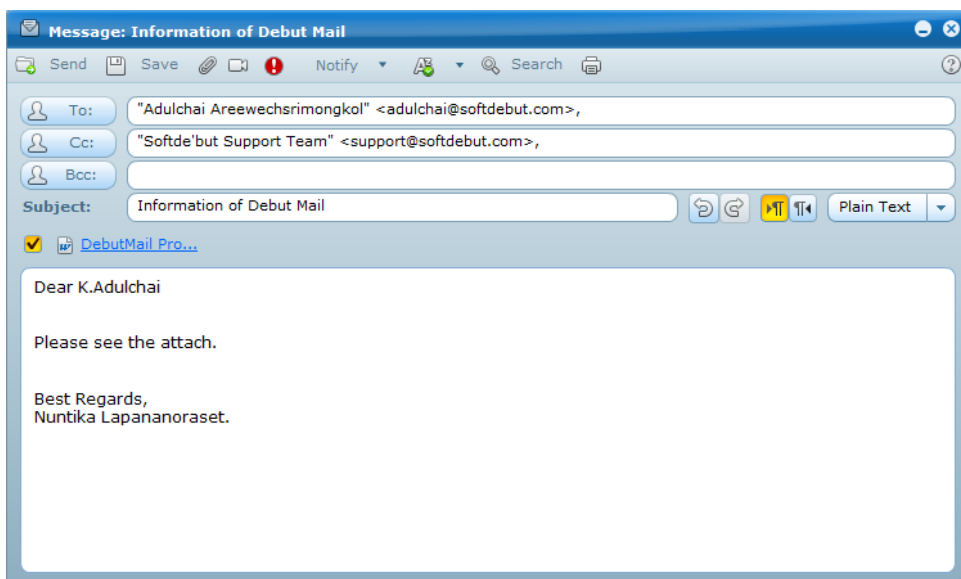 Message: Information of Debut Mail
Send Save Notify Search
To: "Adulchai Areewechsrimongkol" <adulchai@softdebut.com>,
Cc: "Softde'but Support Team" <support@softdebut.com>,
Bcc:
Subject: Information of Debut Mail Plain Text
DebutMail Pro...
Dear K.Adulchai
Please see the attach.
Best Regards,
Nuntika Lapananoraset.